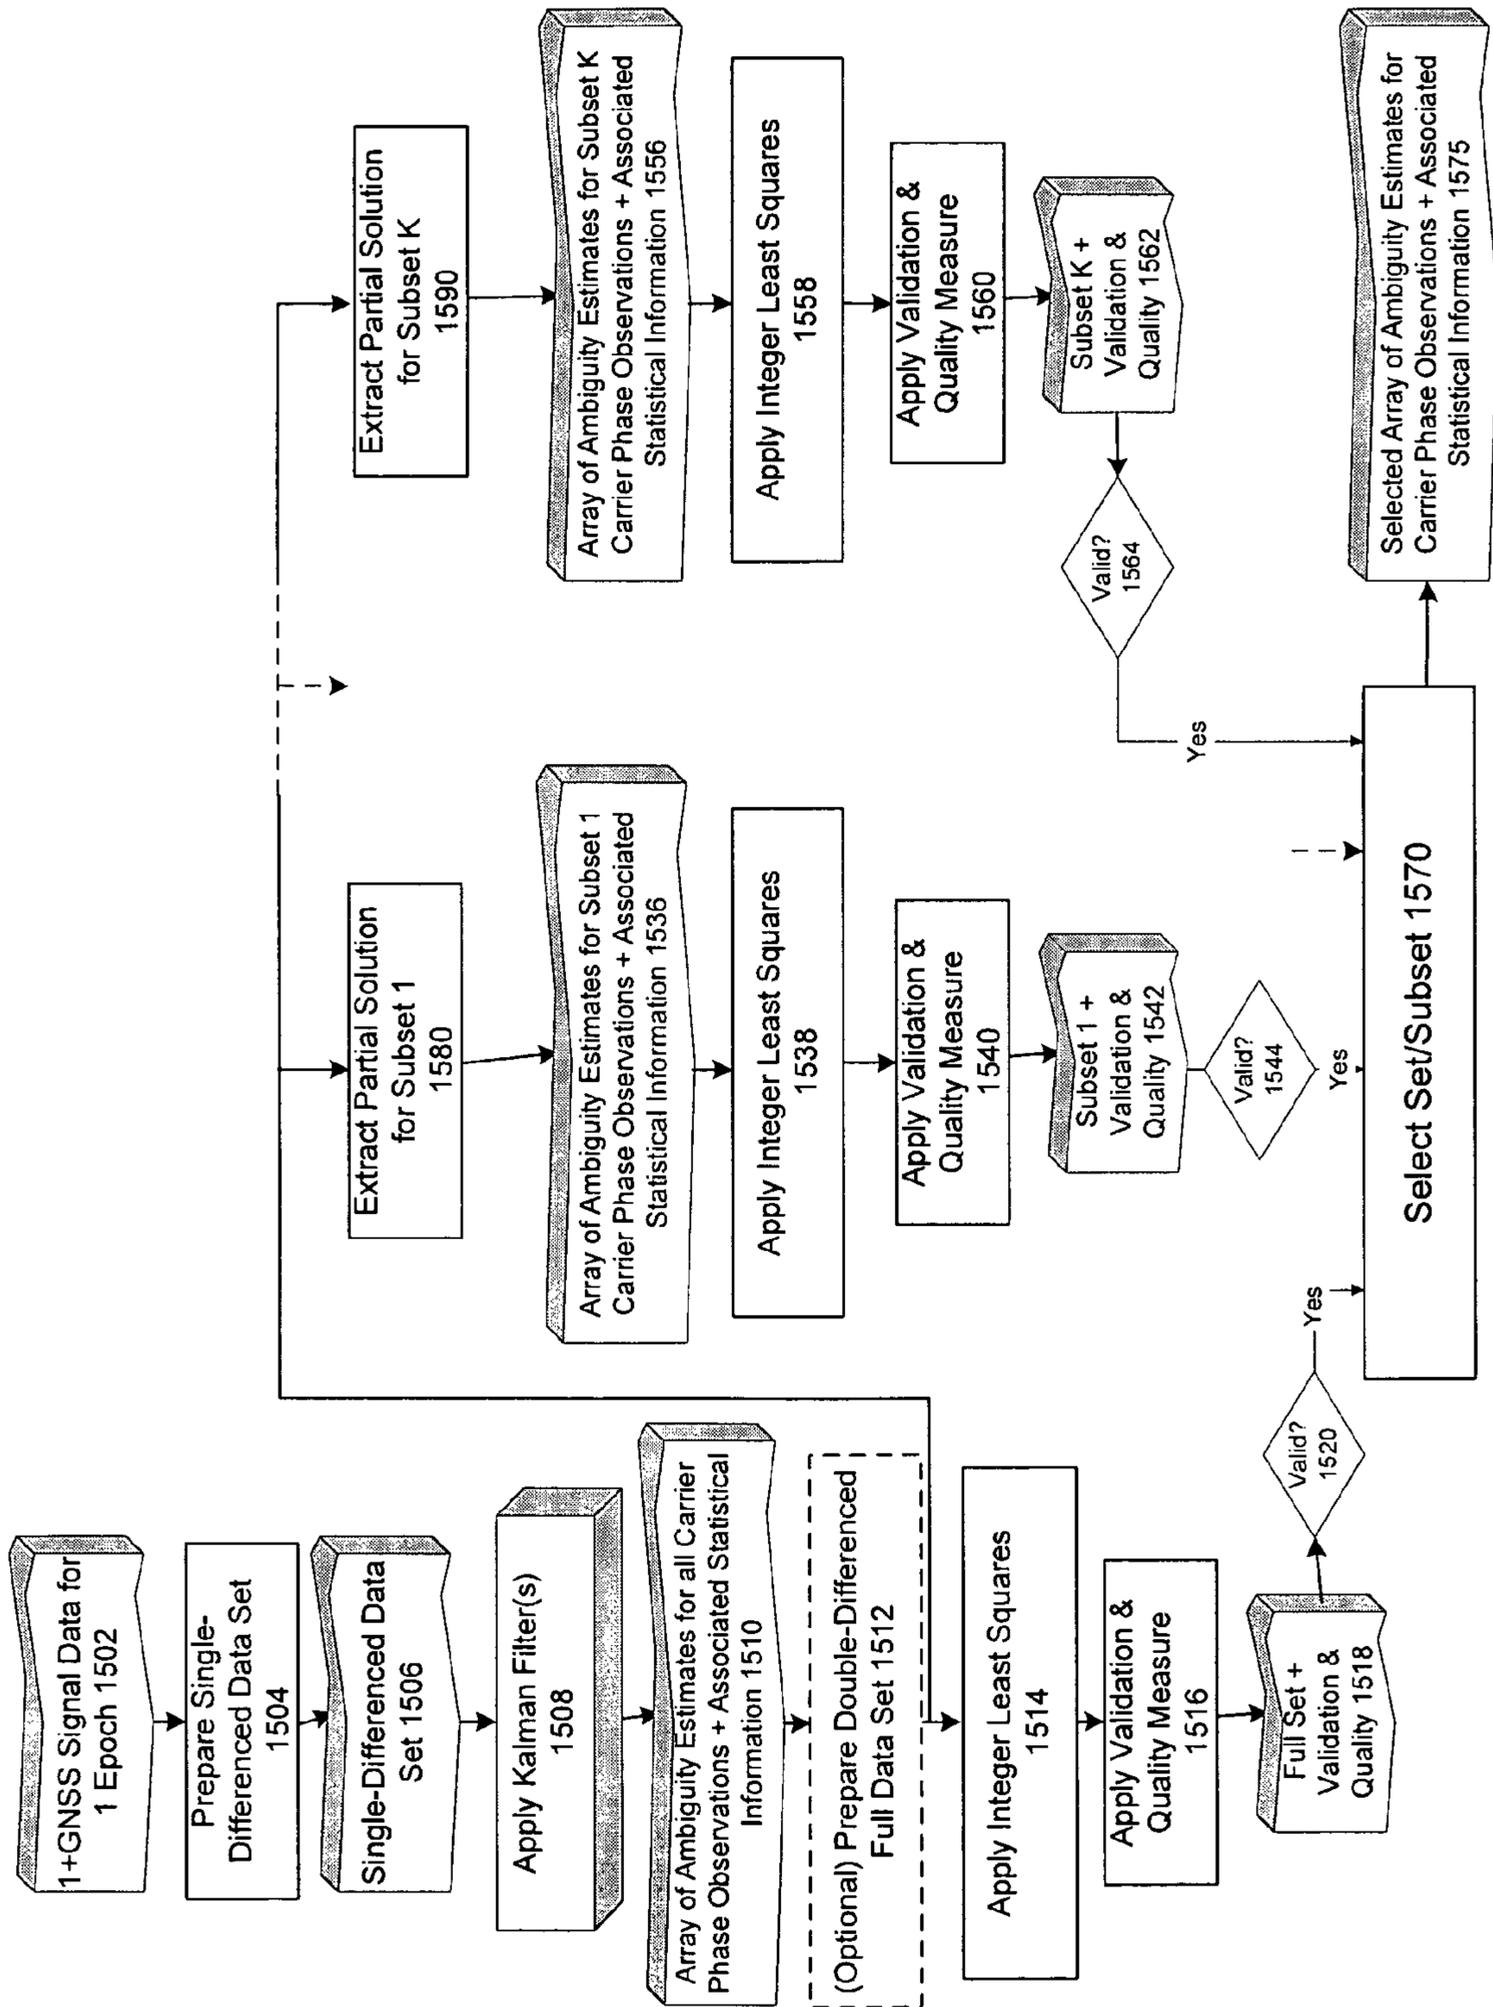 1+GNSS Signal Data for
1 Epoch 1502
Prepare Single-
Differenced Data Set
1504
Single-Differenced Data
Set 1506
Apply Kalman Filter(s)
1508
Array of Ambiguity Estimates for all Carrier
Phase Observations + Associated Statistical
Information 1510
(Optional) Prepare Double-Differenced
Full Data Set 1512
Apply Integer Least Squares
1514
Apply Validation &
Quality Measure
1516
Full Set +
Validation &
Quality 1518
Valid?
1520
Yes
Extract Partial Solution
for Subset 1
1580
Array of Ambiguity Estimates for Subset 1
Carrier Phase Observations + Associated
Statistical Information 1536
Apply Integer Least Squares
1538
Apply Validation &
Quality Measure
1540
Subset 1 +
Validation &
Quality 1542
Valid?
1544
Yes
Extract Partial Solution
for Subset K
1590
Array of Ambiguity Estimates for Subset K
Carrier Phase Observations + Associated
Statistical Information 1556
Apply Integer Least Squares
1558
Apply Validation &
Quality Measure
1560
Subset K +
Validation &
Quality 1562
Valid?
1564
Yes
Select Set/Subset 1570
Selected Array of Ambiguity Estimates for
Carrier Phase Observations + Associated
Statistical Information 1575